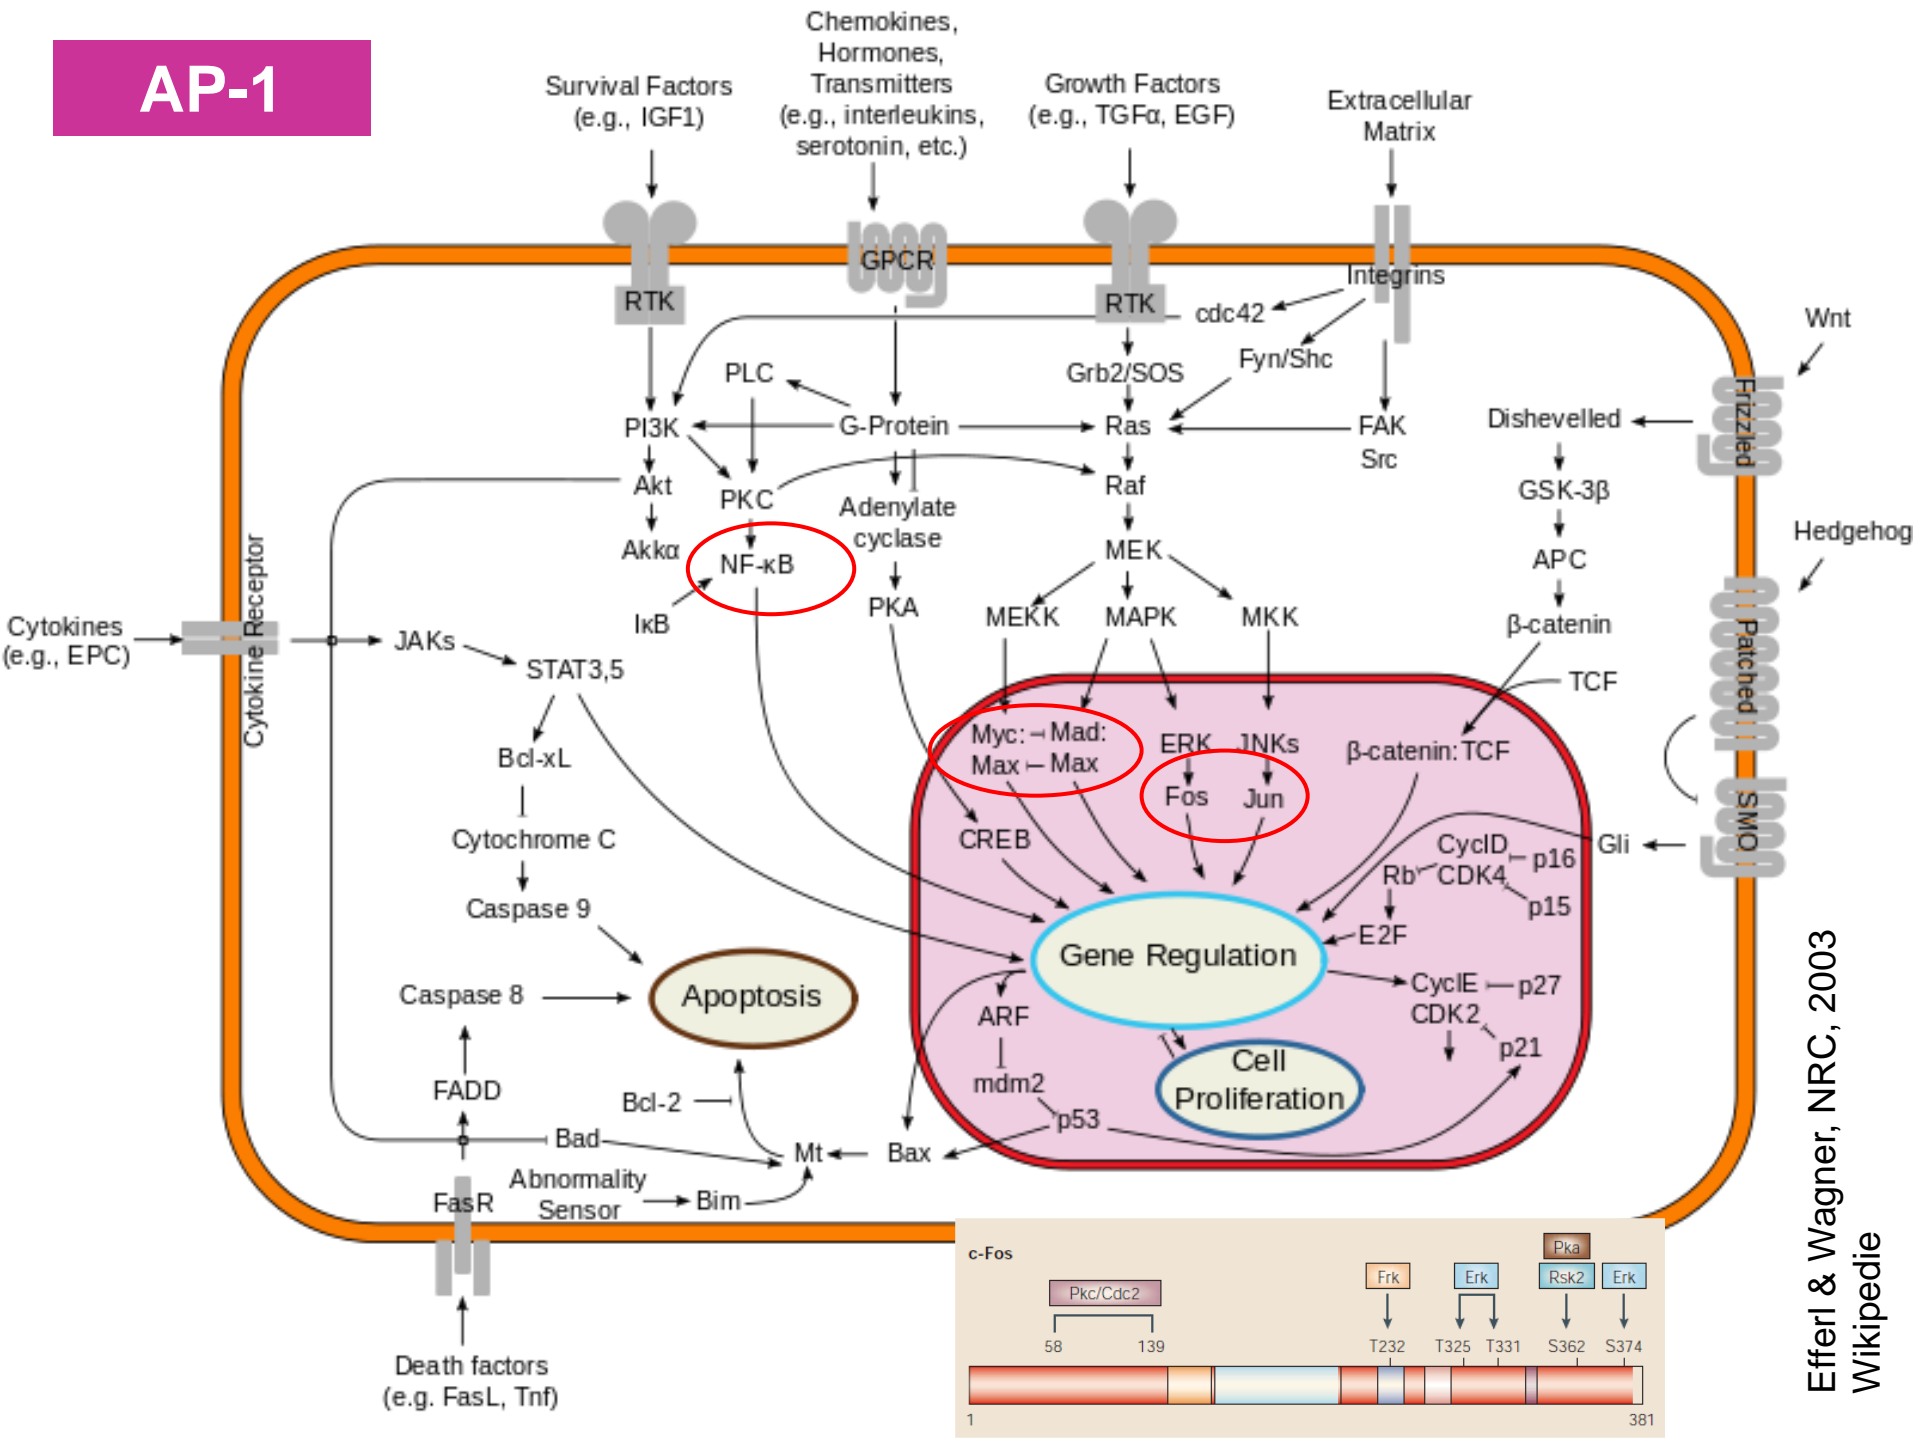 AP-1
Survival Factors
(e.g., IGF1)
Chemokines,
Hormones,
Transmitters
(e.g., interleukins,
serotonin, etc.)
Growth Factors
(e.g., TGFα, EGF)
Extracellular
Matrix
RTK
GPCR
RTK
Integrins
cdc42
Wnt
PLC
Grb2/SOS
Fyn/Shc
Frizzled
PI3K
G-Protein
Ras
FAK
Src
Dishevelled
Akt
PKC
Adenylate
cyclase
Raf
GSK-3β
Hedgehog
Akkα
NF-κB
MEK
APC
IκB
PKA
MEKK
MAPK
MKK
β-catenin
Patched
Cytokines
(e.g., EPC)
Cytokine Receptor
JAKs
STAT3,5
TCF
Bcl-xL
Myc:
Mad:
Max
Max
ERK
JNKs
β-catenin:TCF
Fos
Jun
SMO
Cytochrome C
CREB
Gli
CyclD
CDK4
p16
Rb
p15
Caspase 9
E2F
Gene Regulation
Apoptosis
Caspase 8
CyclE
CDK2
p27
ARF
p21
FADD
mdm2
Cell
Proliferation
Bcl-2
p53
Bad
Mt
Bax
Abnormality
Sensor
Bim
FasR
Death factors
(e.g. FasL, Tnf)
c-Fos
Pka
Pkc/Cdc2
Frk
Erk
Rsk2
Erk
58
139
T232
T325
T331
S362
S374
1
381
Efferl & Wagner, NRC, 2003
Wikipedie